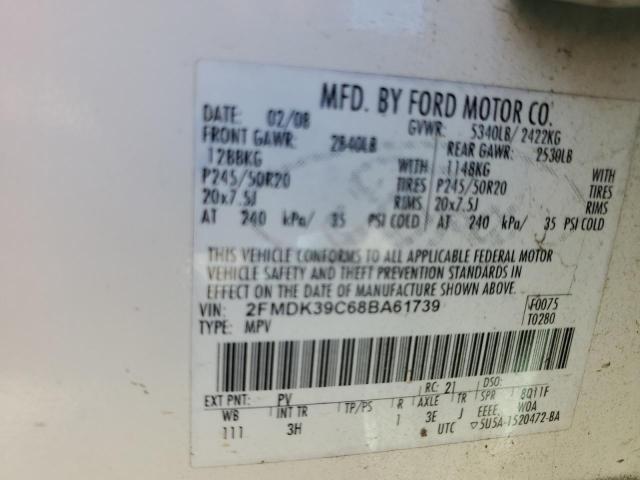 MFD. BY FORD MOTOR CO.
DATE: 02/08 GVWR: 5340LB/ 2422KG
FRONT GAWR: 2840LB REAR GAWR: 2530LB
1288KG WITH 1148KG WITH
P245/50R20 TIRES P245/50R20 TIRES
20x7.5J RIMS 20x7.5J RIMS
AT 240 kPa/ 35 PSI COLD AT 240 kPa/ 35 PSI COLD
THIS VEHICLE CONFORMS TO ALL APPLICABLE FEDERAL MOTOR
VEHICLE SAFETY AND THEFT PREVENTION STANDARDS IN
EFFECT ON THE DATE OF MANUFACTURE SHOWN ABOVE.
VIN: 2FMDK39C68BA61739 F0075
TYPE: MPV T0280
EXT PNT: PV RC: 21 DSO:
WB INT TR TP/PS R AXLE TR SPR 8Q11F
111 3H 1 3E J EEEE W0A
UTC 5U5A-1520472-BA